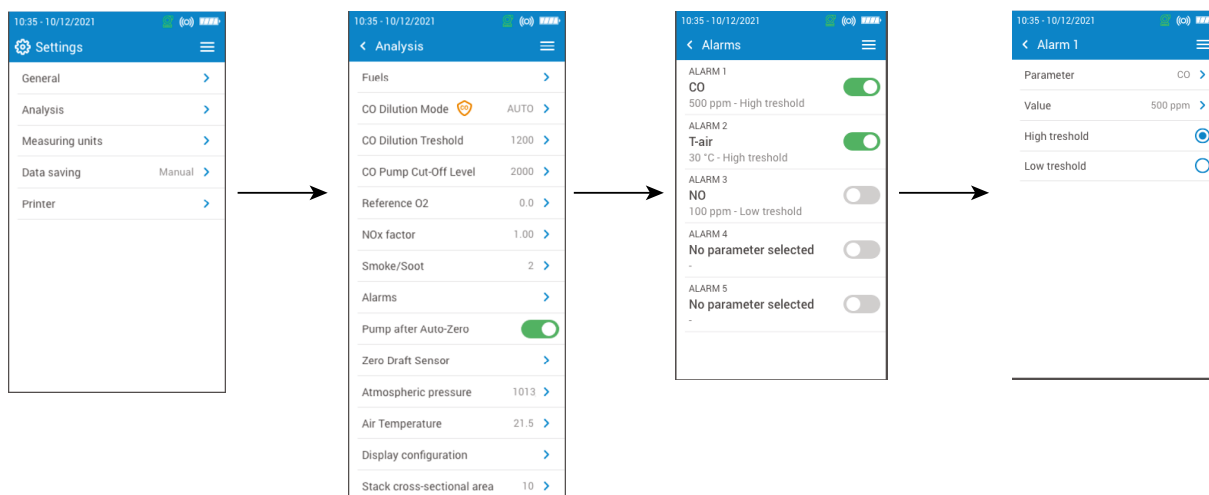 10:35 - 10/12/2021
Settings
General
Analysis
Measuring units
Data saving Manual
Printer
10:35 - 10/12/2021
Analysis
Fuels
CO Dilution Mode CO AUTO
CO Dilution Treshold 1200
CO Pump Cut-Off Level 2000
Reference O2 0.0
NOx factor 1.00
Smoke/Soot 2
Alarms
Pump after Auto-Zero
Zero Draft Sensor
Atmospheric pressure 1013
Air Temperature 21.5
Display configuration
Stack cross-sectional area 10
10:35 - 10/12/2021
Alarms
ALARM 1
CO
500 ppm - High treshold
ALARM 2
T-air
30 °C - High treshold
ALARM 3
NO
100 ppm - Low treshold
ALARM 4
No parameter selected
-
ALARM 5
No parameter selected
-
10:35 - 10/12/2021
Alarm 1
Parameter CO
Value 500 ppm
High treshold
Low treshold